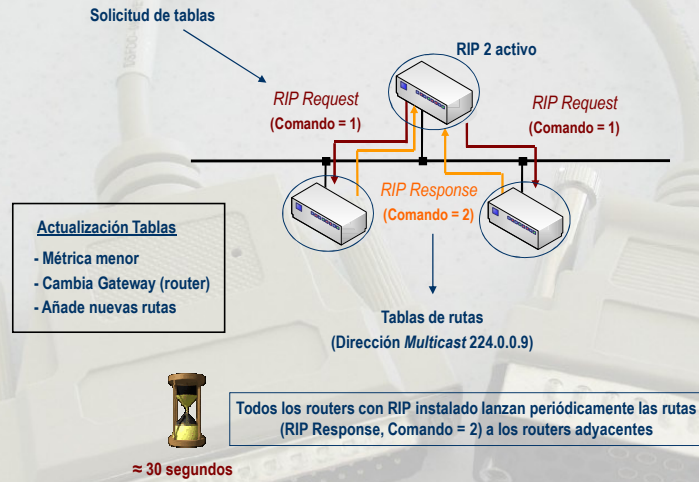 Solicitud de tablas
RIP 2 activo
RIP Request
(Comando = 1)
RIP Request
(Comando = 1)
RIP Response
(Comando = 2)
Actualización Tablas
- Métrica menor
- Cambia Gateway (router)
- Añade nuevas rutas
Tablas de rutas
(Dirección Multicast 224.0.0.9)
Todos los routers con RIP instalado lanzan periódicamente las rutas
(RIP Response, Comando = 2) a los routers adyacentes
≈ 30 segundos